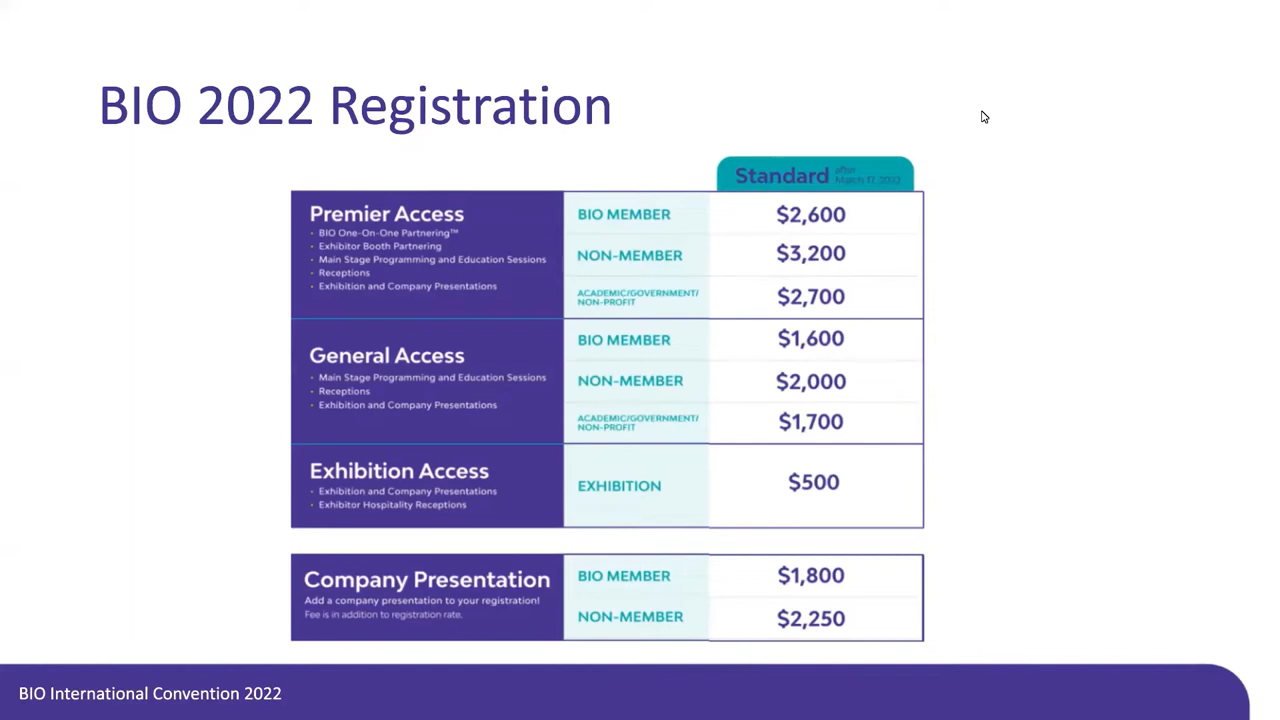 BIO 2022 Registration
Standard after
March 17, 2022
Premier Access
• BIO One-On-One Partnering™
• Exhibitor Booth Partnering
• Main Stage Programming and Education Sessions
• Receptions
• Exhibition and Company Presentations
BIO MEMBER
$2,600
NON-MEMBER
$3,200
ACADEMIC/GOVERNMENT/
NON-PROFIT
$2,700
General Access
• Main Stage Programming and Education Sessions
• Receptions
• Exhibition and Company Presentations
BIO MEMBER
$1,600
NON-MEMBER
$2,000
ACADEMIC/GOVERNMENT/
NON-PROFIT
$1,700
Exhibition Access
• Exhibition and Company Presentations
• Exhibitor Hospitality Receptions
EXHIBITION
$500
Company Presentation
Add a company presentation to your registration!
Fee is in addition to registration rate.
BIO MEMBER
$1,800
NON-MEMBER
$2,250
BIO International Convention 2022